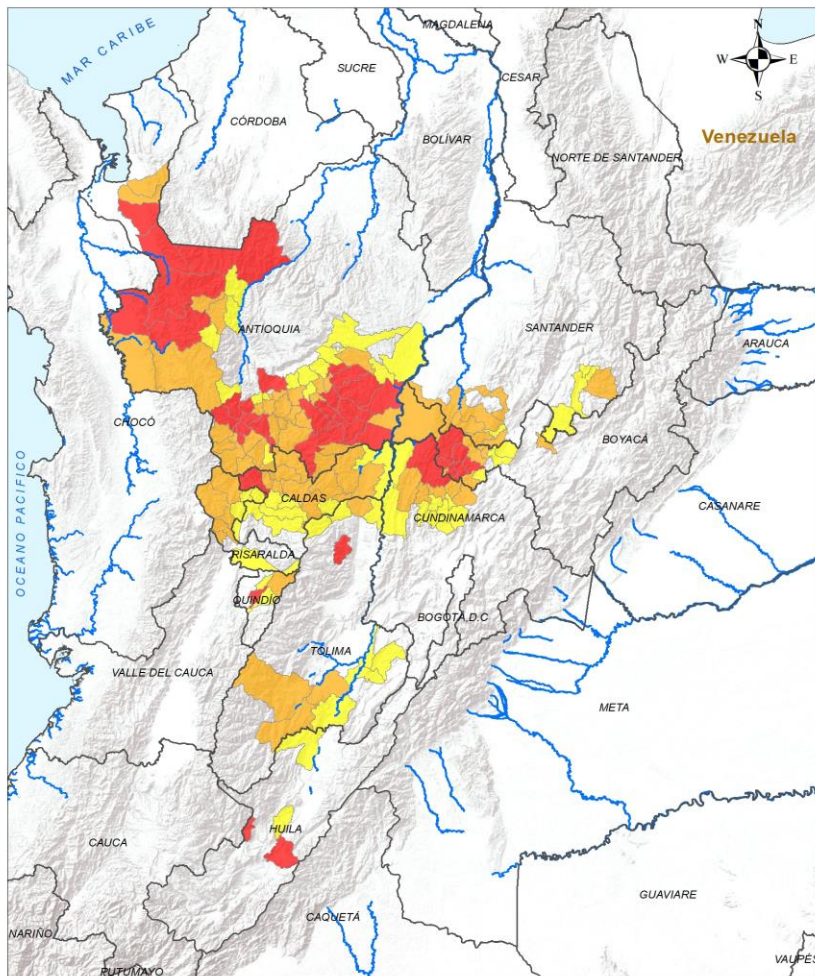 MAGDALENA
MAR CARIBE
SUCRE
CESAR
N
W
E
S
CÓRDOBA
BOLÍVAR
Venezuela
NORTE DE SANTANDER
ANTIOQUIA
SANTANDER
ARAUCA
CHOCÓ
BOYACÁ
OCEANO PACIFICO
CALDAS
CASANARE
CUNDINAMARCA
RISARALDA
QUINDÍO
BOGOTÁ D.C
TOLIMA
VALLE DEL CAUCA
META
HUILA
CAUCA
GUAVIARE
CAQUETÁ
NARIÑO
VAUPÉS
PUTUMAYO